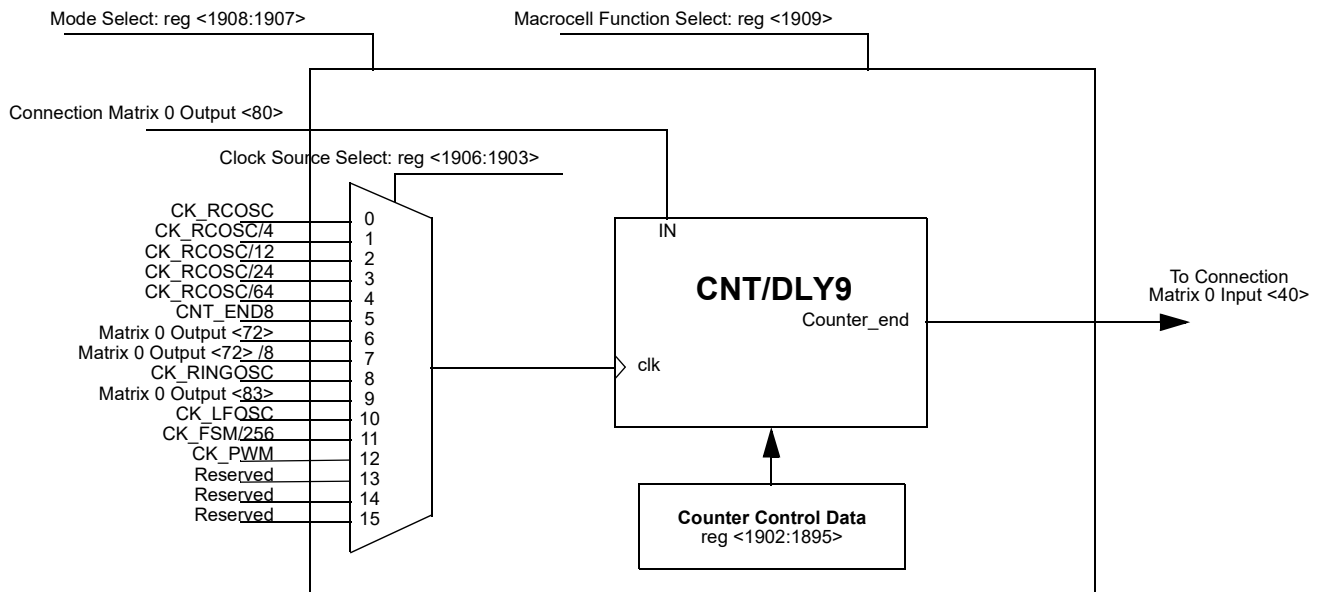 Mode Select: reg <1908:1907>
Macrocell Function Select: reg <1909>
Connection Matrix 0 Output <80>
Clock Source Select: reg <1906:1903>
CK_RCOSC
0
CK_RCOSC/4
1
CK_RCOSC/12
2
CK_RCOSC/24
3
CK_RCOSC/64
4
CNT_END8
5
Matrix 0 Output <72>
6
Matrix 0 Output <72> /8
7
CK_RINGOSC
8
Matrix 0 Output <83>
9
CK_LFOSC
10
CK_FSM/256
11
CK_PWM
12
Reserved
13
Reserved
14
Reserved
15
IN
CNT/DLY9
Counter_end
clk
To Connection
Matrix 0 Input <40>
Counter Control Data
reg <1902:1895>